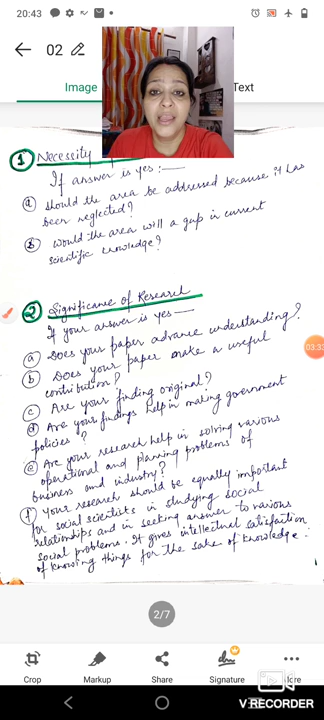 20:43
02
Image
Text
① Necessity
If answer is yes:—
ⓐ Should the area be addressed because it has
been neglected?
ⓑ Would the area will a gap in current
scientific knowledge?
② Significance of Research
If your answer is yes —
ⓐ Does your paper advance understanding?
ⓑ Does your paper make a useful
contribution?
ⓒ Are your finding original?
ⓓ Are your findings help in making government
policies?
ⓔ Are your research help in solving various
operational and planning problems of
business and industry?
ⓕ Your research should be equally important
for social scientists in studying social
relationships and in seeking answer to various
social problems. It gives intellectual satisfaction
of knowing things for the sake of knowledge.
2/7
Crop
Markup
Share
Signature
More
V RECORDER